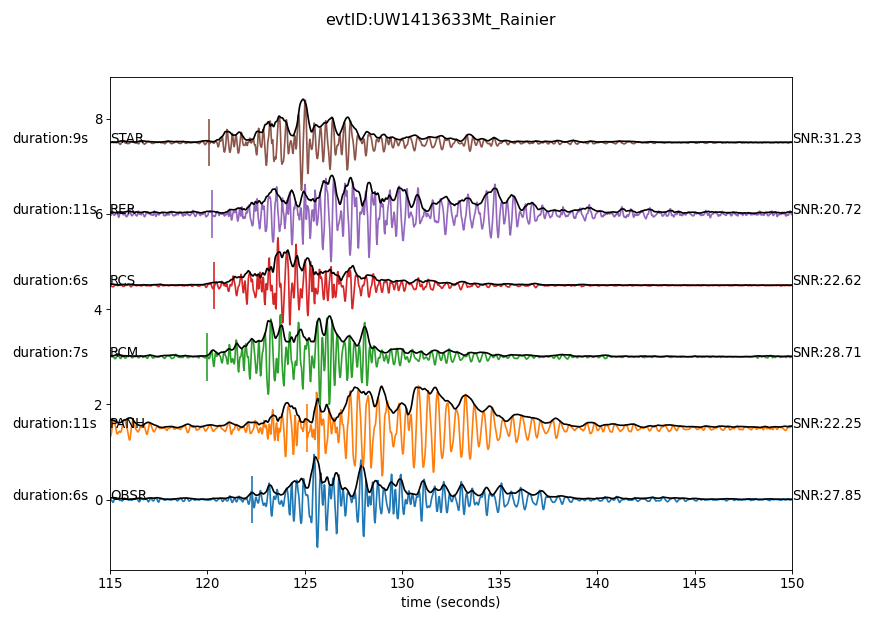 evtID:UW1413633Mt_Rainier
8
duration:9s STAR SNR:31.23
duration:11s RER SNR:20.72
6
duration:6s RCS SNR:22.62
4
duration:7s RCM SNR:28.71
2
duration:11s PANH SNR:22.25
duration:6s OBSR SNR:27.85
0
115 120 125 130 135 140 145 150
time (seconds)